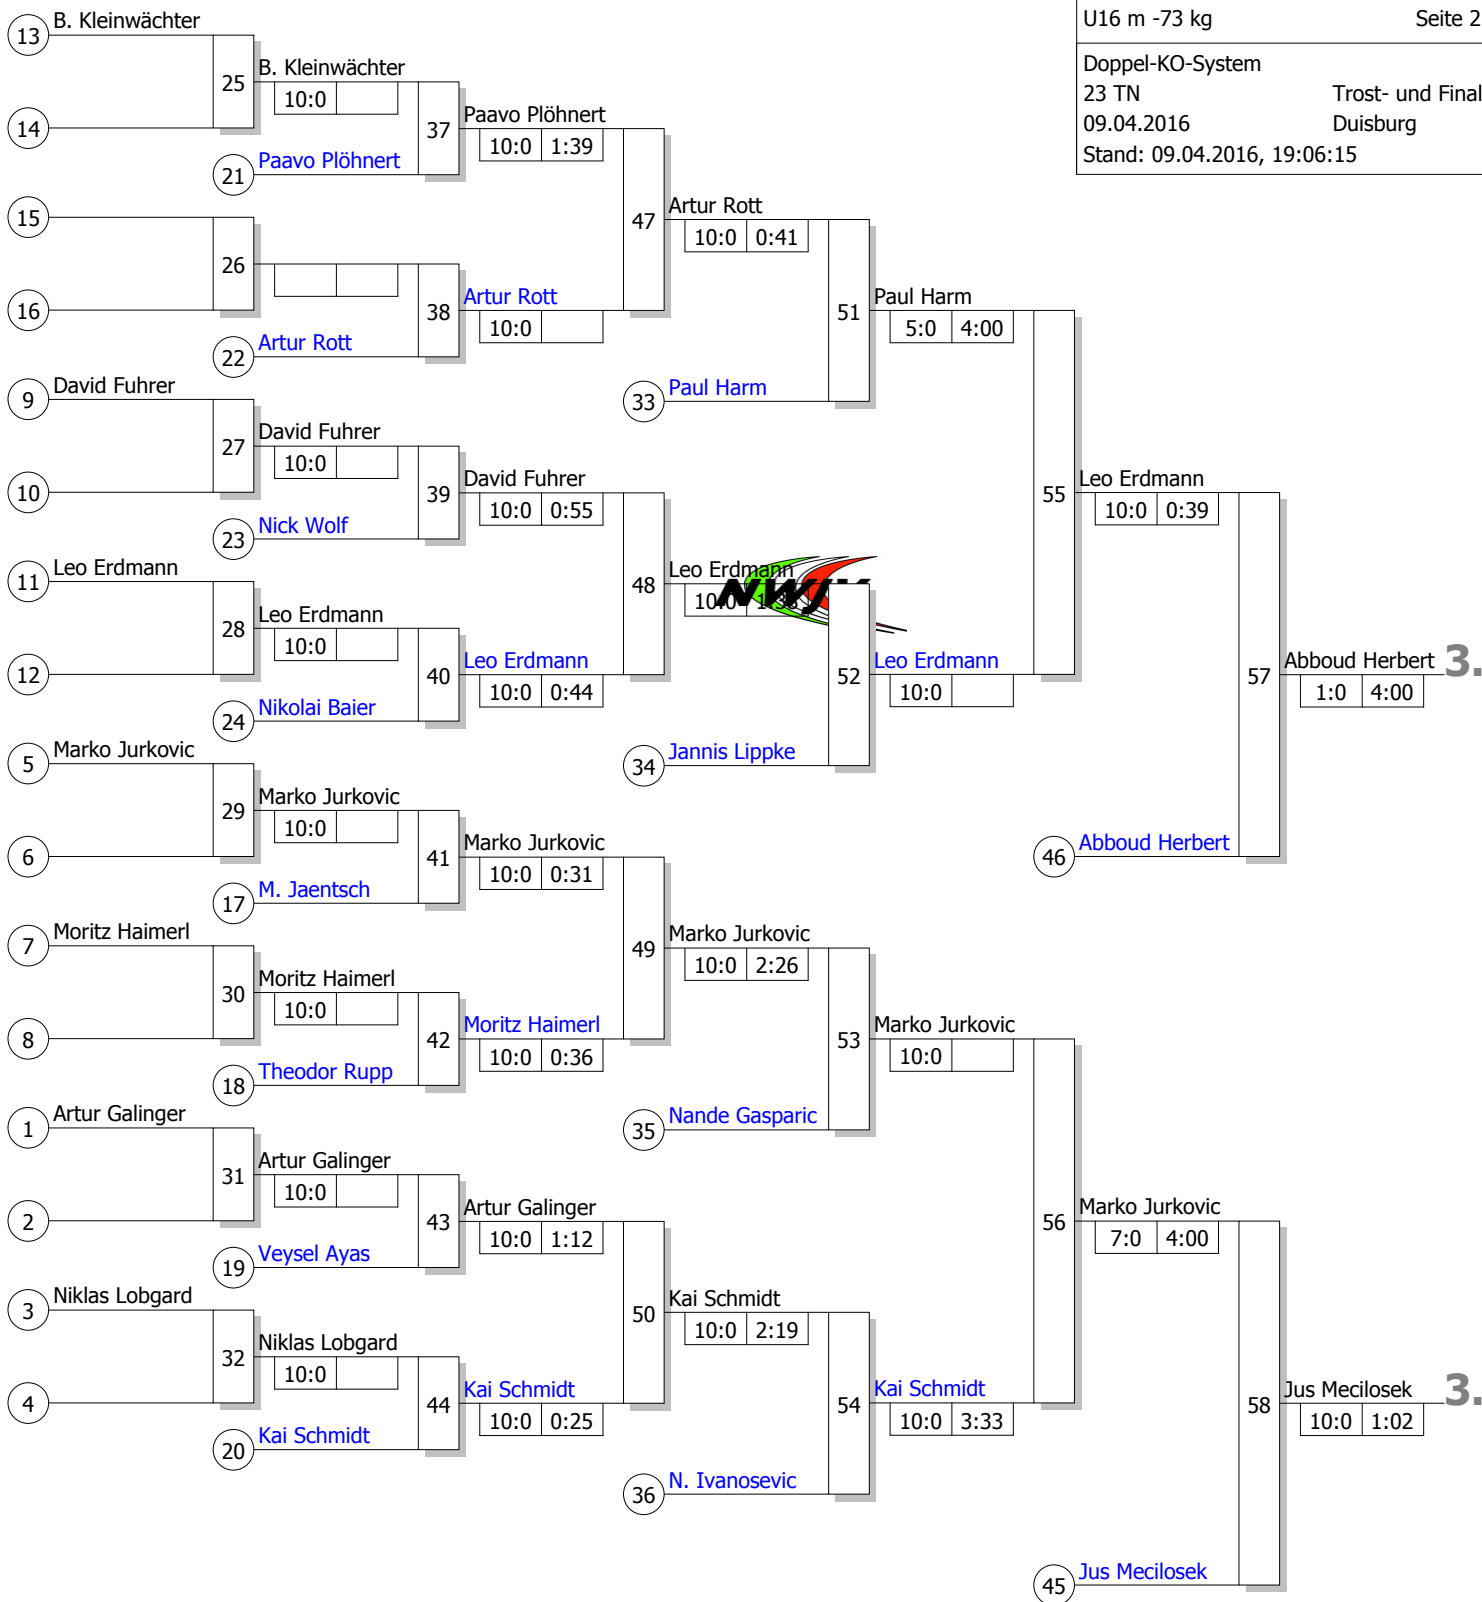 U16 m -73 kg Seite 2
Doppel-KO-System
23 TN Trost- und Final
09.04.2016 Duisburg
Stand: 09.04.2016, 19:06:15
13 B. Kleinwächter
25 B. Kleinwächter
10:0
14
37 Paavo Plöhnert
10:0 1:39
21 Paavo Plöhnert
15
47 Artur Rott
10:0 0:41
26
16
38 Artur Rott
10:0
22 Artur Rott
51 Paul Harm
5:0 4:00
9 David Fuhrer
33 Paul Harm
27 David Fuhrer
10:0
10
39 David Fuhrer
10:0 0:55
23 Nick Wolf
55 Leo Erdmann
10:0 0:39
11 Leo Erdmann
48 Leo Erdmann
10:0
NWJV
28 Leo Erdmann
10:0
12
40 Leo Erdmann
10:0 0:44
52 Leo Erdmann
10:0
57 Abboud Herbert 3.
1:0 4:00
24 Nikolai Baier
5 Marko Jurkovic
34 Jannis Lippke
29 Marko Jurkovic
10:0
6
41 Marko Jurkovic
10:0 0:31
46 Abboud Herbert
17 M. Jaentsch
7 Moritz Haimerl
49 Marko Jurkovic
10:0 2:26
30 Moritz Haimerl
10:0
8
42 Moritz Haimerl
10:0 0:36
53 Marko Jurkovic
10:0
18 Theodor Rupp
1 Artur Galinger
35 Nande Gasparic
31 Artur Galinger
10:0
2
43 Artur Galinger
10:0 1:12
56 Marko Jurkovic
7:0 4:00
19 Veysel Ayas
3 Niklas Lobgard
50 Kai Schmidt
10:0 2:19
32 Niklas Lobgard
10:0
4
44 Kai Schmidt
10:0 0:25
54 Kai Schmidt
10:0 3:33
58 Jus Mecilosek 3.
10:0 1:02
20 Kai Schmidt
36 N. Ivanosevic
45 Jus Mecilosek